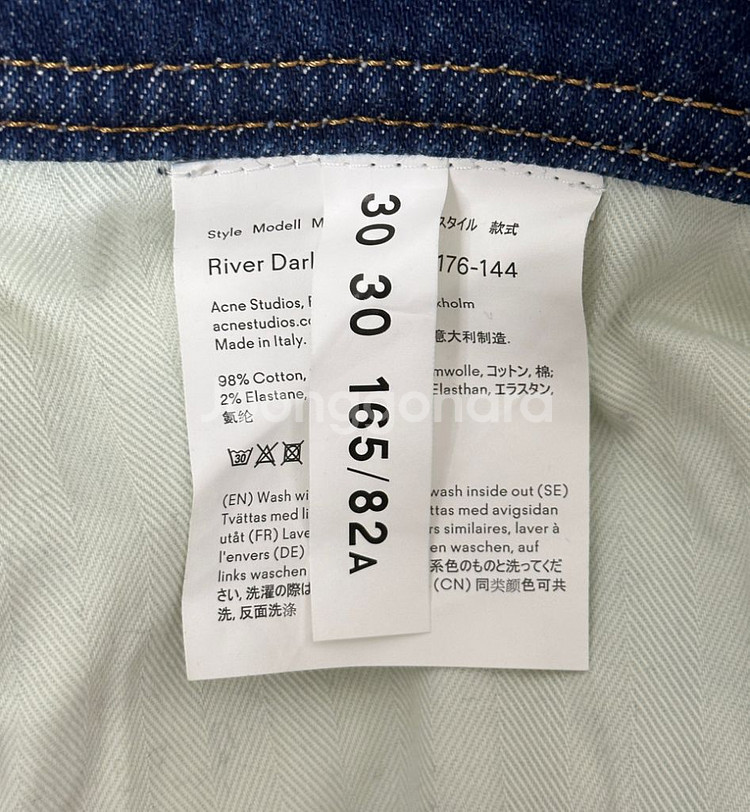 Style Modell
スタイル 款式
River Dark
176-144
Acne Studios,
kholm
acnestudios.co
Made in Italy.
意大利制造.
98% Cotton,
mwolle, コットン, 棉;
2% Elastane,
Elasthan, エラスタン,
氨纶
30
(EN) Wash wi
wash inside out (SE)
Tvättas med li
ttas med avigsidan
utåt (FR) Lave
rs similaires, laver à
l'envers (DE)
en waschen, auf
links waschen
系色のものと洗ってくだ
さい, 洗濯の際は
(CN) 同类颜色可共
洗, 反面洗涤
30 30 165/82A
Joonggonara